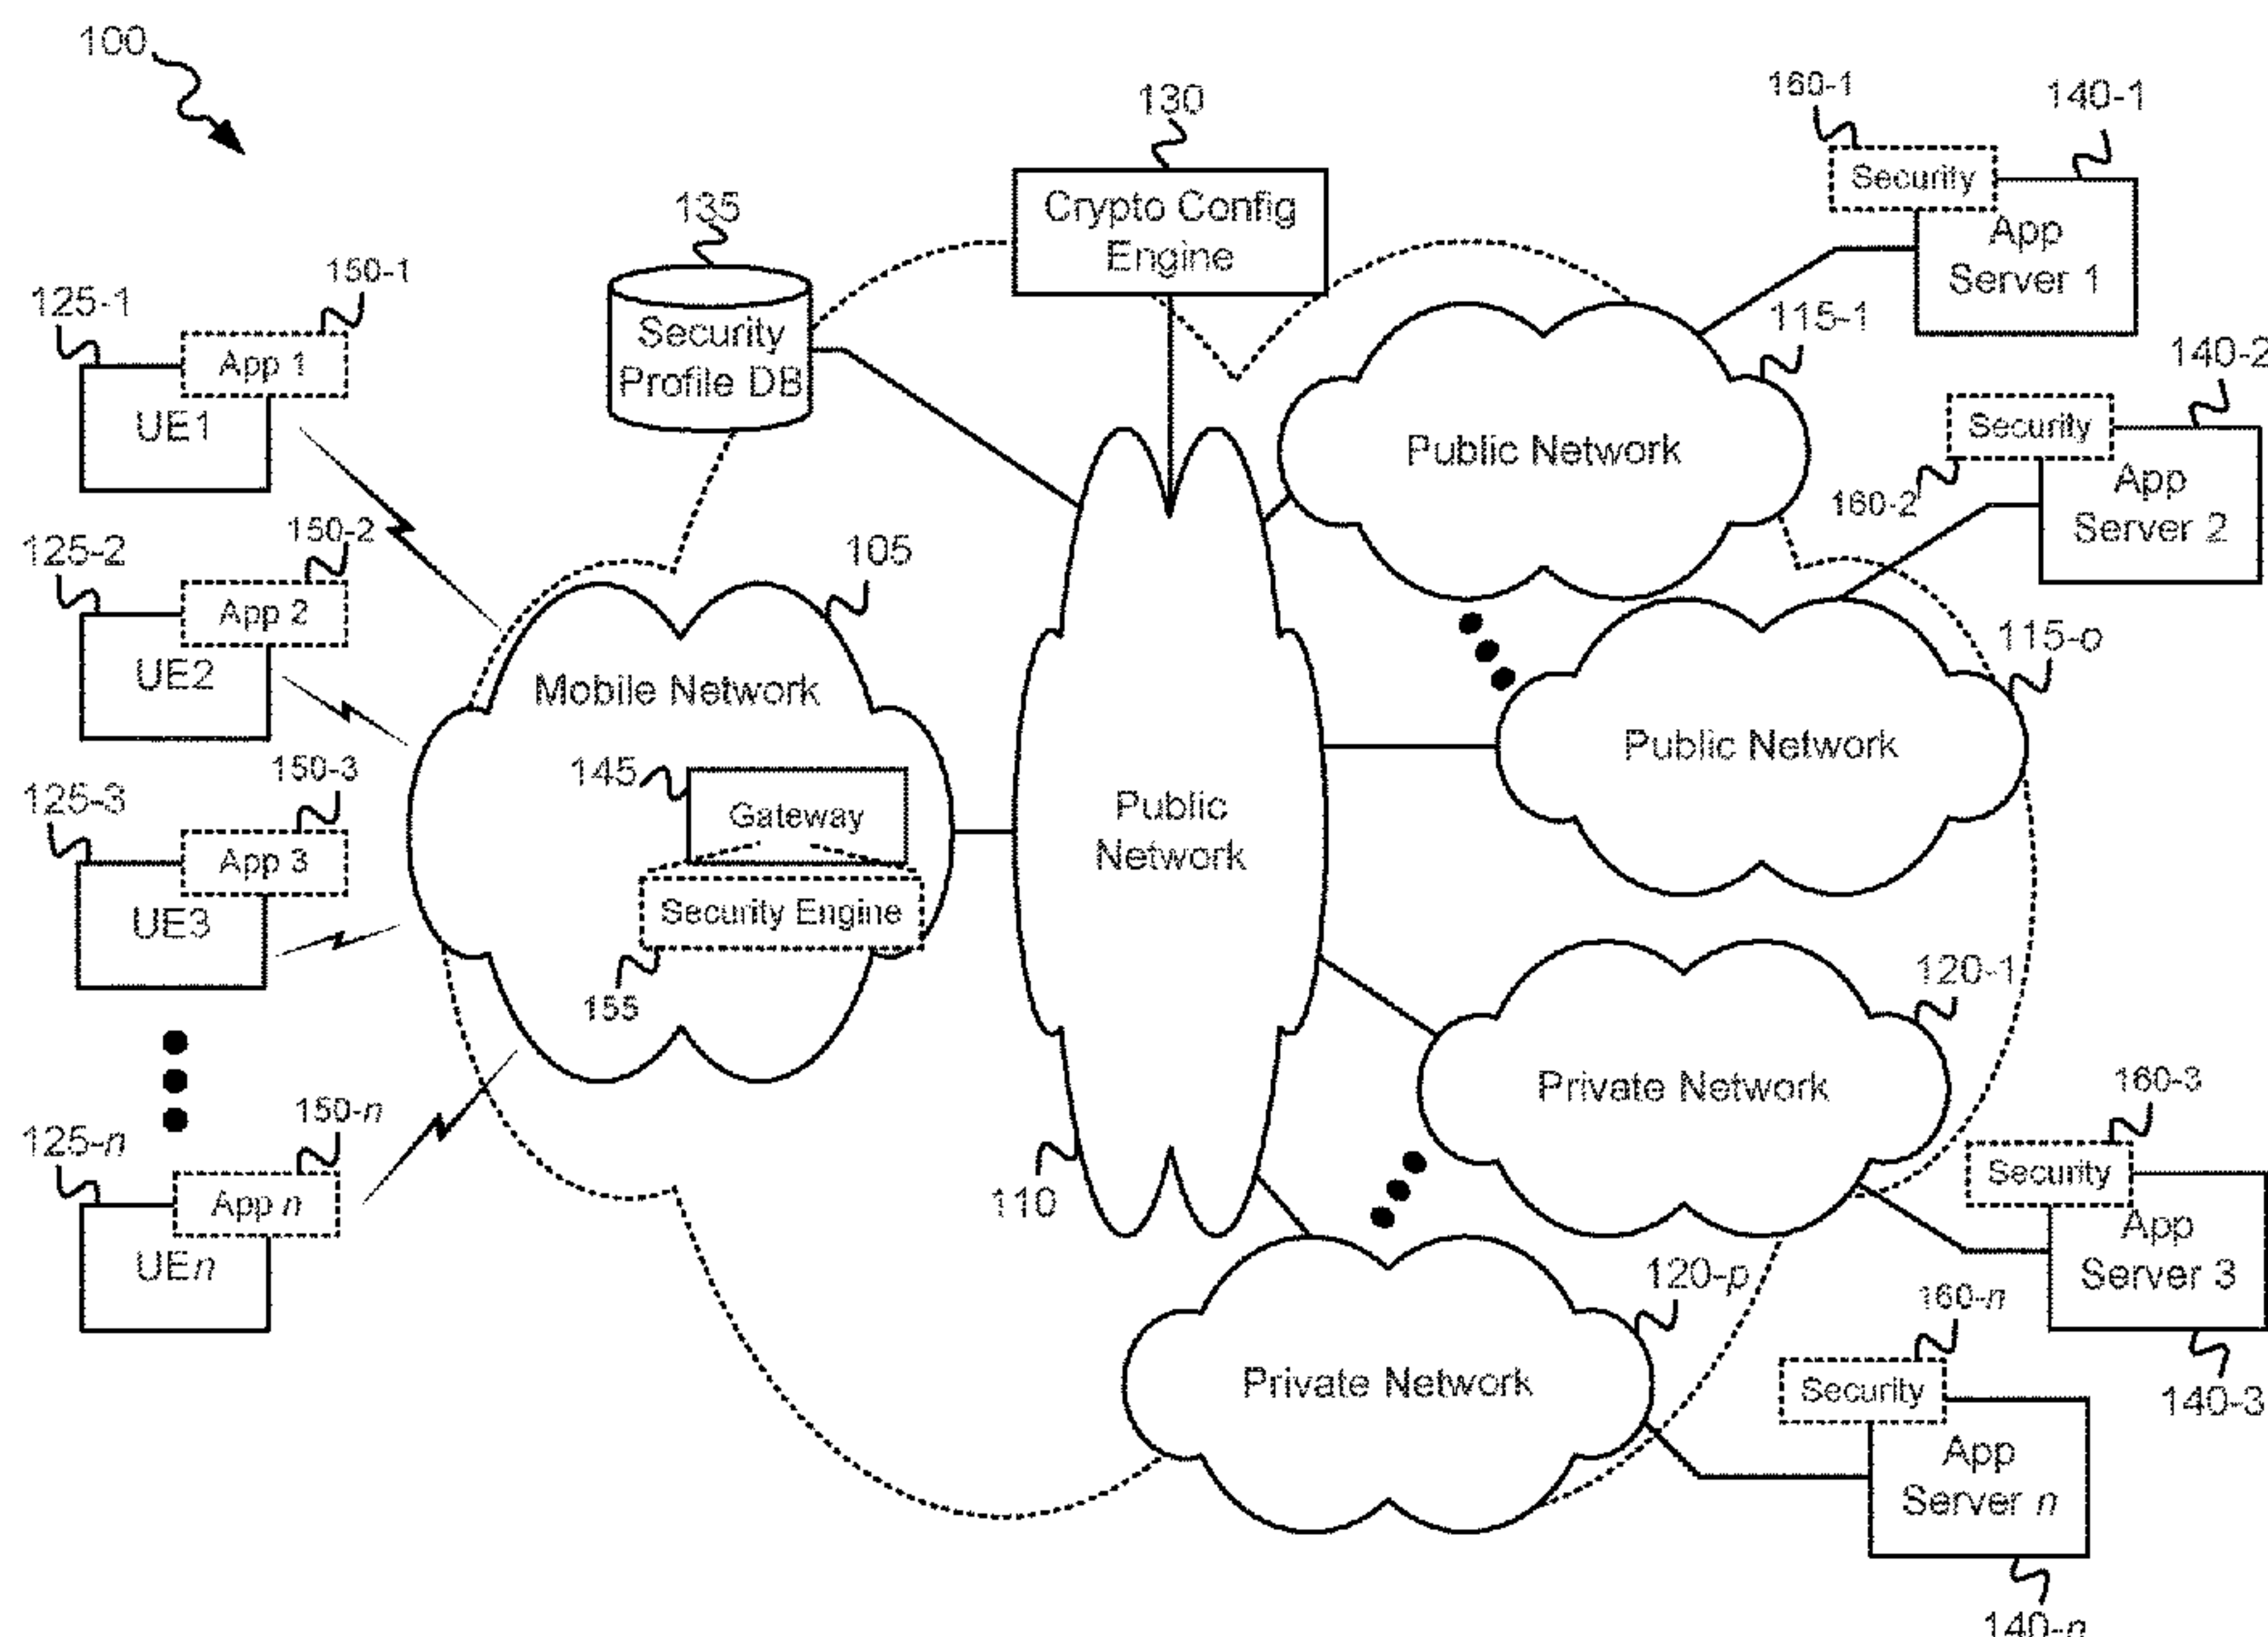 100
130
160-1
140-1
Security
App
Server 1
135
Crypto Config
Engine
125-1
150-1
App 1
UE1
Security
Profile DB
115-1
Public Network
140-2
Security
160-2
App
Server 2
125-2
150-2
App 2
UE2
105
Mobile Network
115-o
Public Network
125-3
150-3
App 3
UE3
145
Gateway
Security Engine
155
Public
Network
110
120-1
Private Network
160-3
Security
App
Server 3
140-3
125-n
150-n
App n
UEn
120-p
Private Network
160-n
Security
App
Server n
140-n